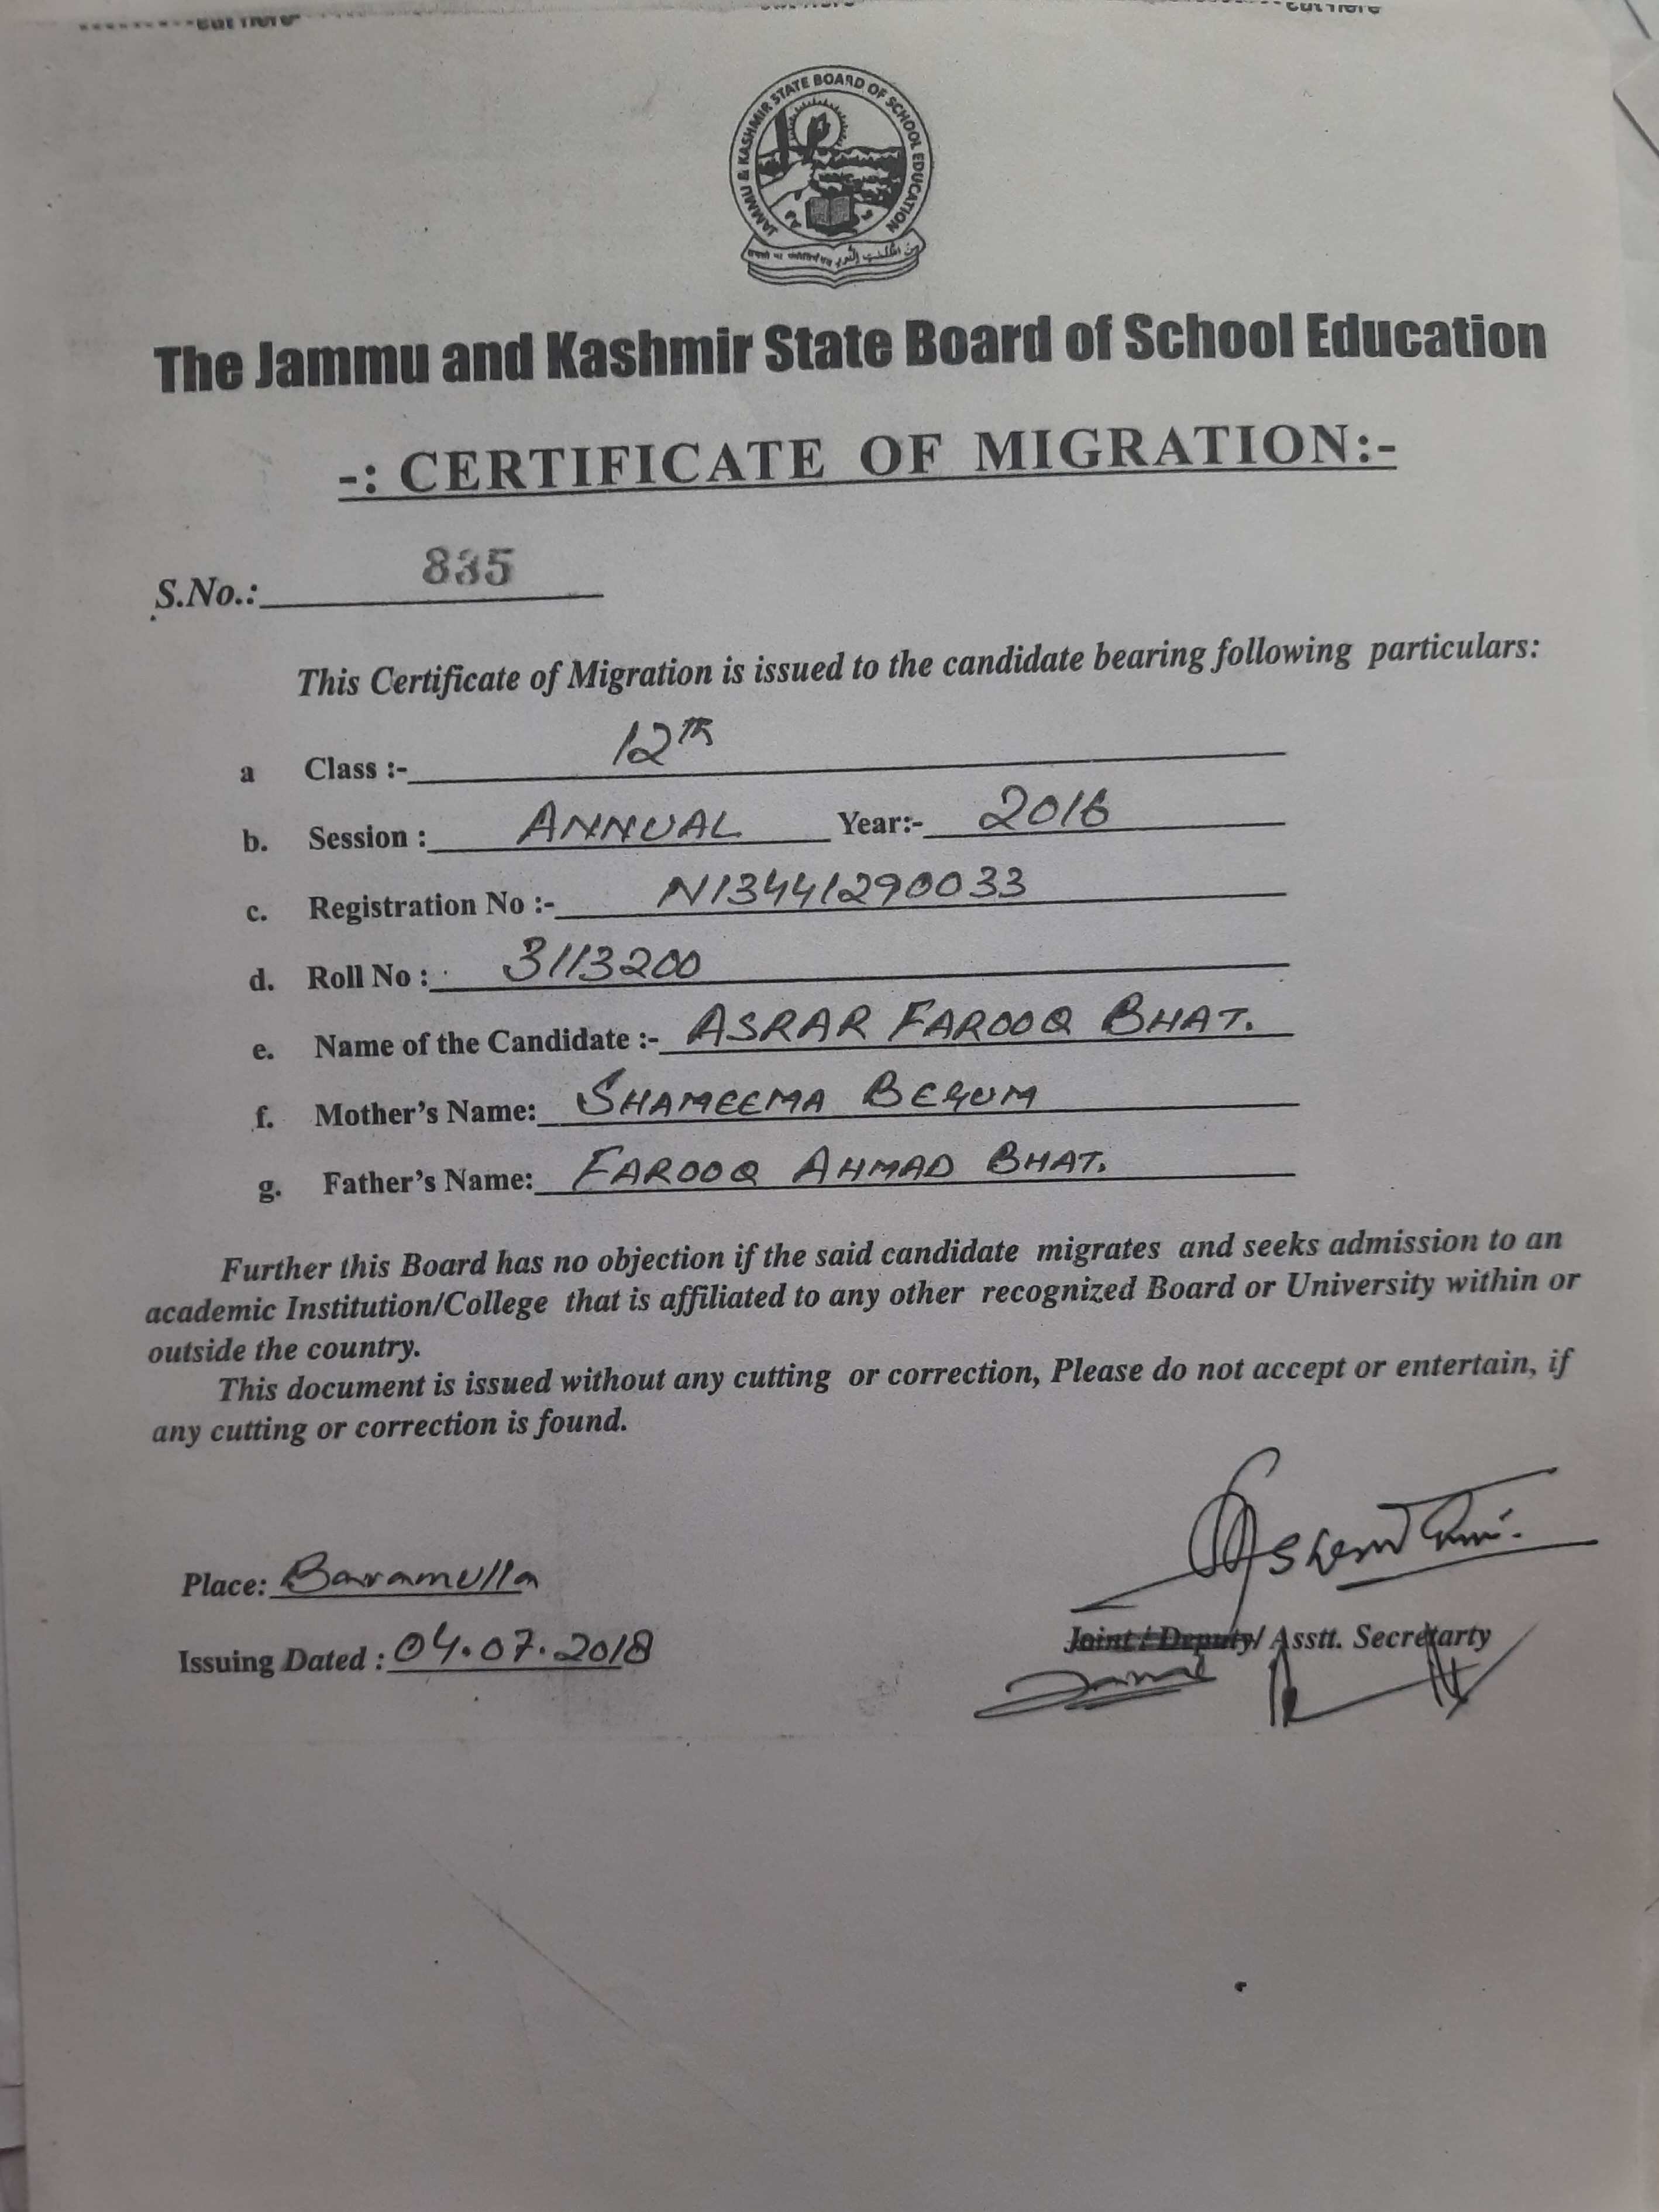 JAMMU & KASHMIR STATE BOARD OF SCHOOL EDUCATION
The Jammu and Kashmir State Board of School Education
-: CERTIFICATE OF MIGRATION:-
S.No.: 835
This Certificate of Migration is issued to the candidate bearing following particulars:
a Class :- 12th
b. Session : ANNUAL Year:- 2016
c. Registration No :- N13441290033
d. Roll No : 3113200
e. Name of the Candidate :- ASRAR FAROOQ BHAT.
f. Mother's Name: SHAMEEMA BEGUM
g. Father's Name: FAROOQ AHMAD BHAT.
Further this Board has no objection if the said candidate migrates and seeks admission to an
academic Institution/College that is affiliated to any other recognized Board or University within or
outside the country.
This document is issued without any cutting or correction, Please do not accept or entertain, if
any cutting or correction is found.
Place: Baramulla
Issuing Dated : 04.07.2018
Joint / Deputy/ Asstt. Secretarty